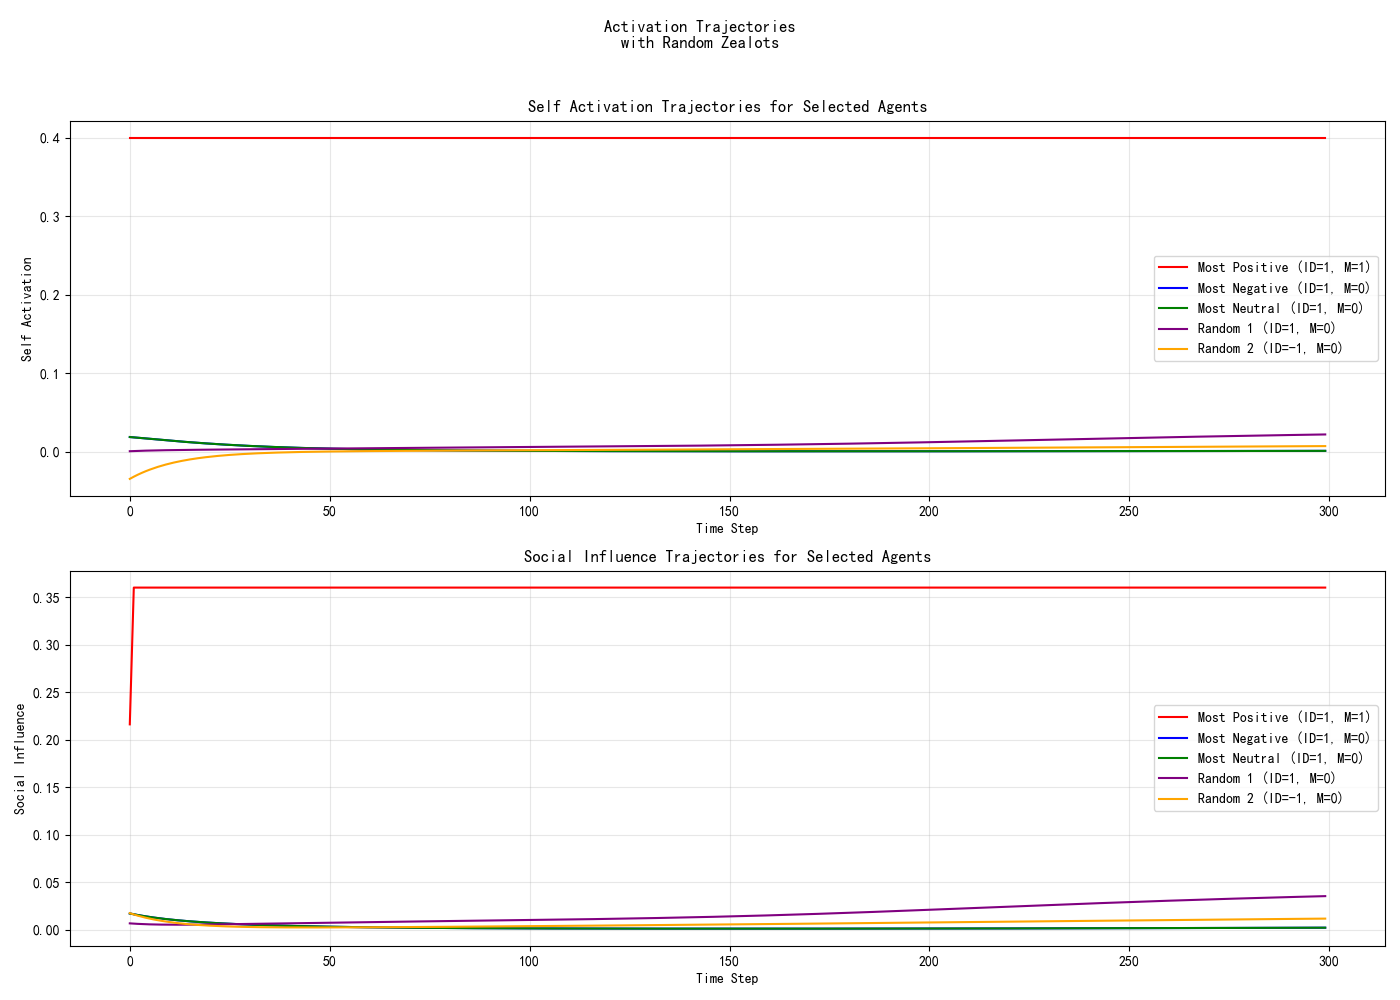 Activation Trajectories
with Random Zealots
Self Activation Trajectories for Selected Agents
Self Activation
0.4
0.3
0.2
0.1
0.0
Most Positive (ID=1, M=1)
Most Negative (ID=1, M=0)
Most Neutral (ID=1, M=0)
Random 1 (ID=1, M=0)
Random 2 (ID=-1, M=0)
0 50 100 150 200 250 300
Time Step
Social Influence Trajectories for Selected Agents
Social Influence
0.35
0.30
0.25
0.20
0.15
0.10
0.05
0.00
Most Positive (ID=1, M=1)
Most Negative (ID=1, M=0)
Most Neutral (ID=1, M=0)
Random 1 (ID=1, M=0)
Random 2 (ID=-1, M=0)
0 50 100 150 200 250 300
Time Step